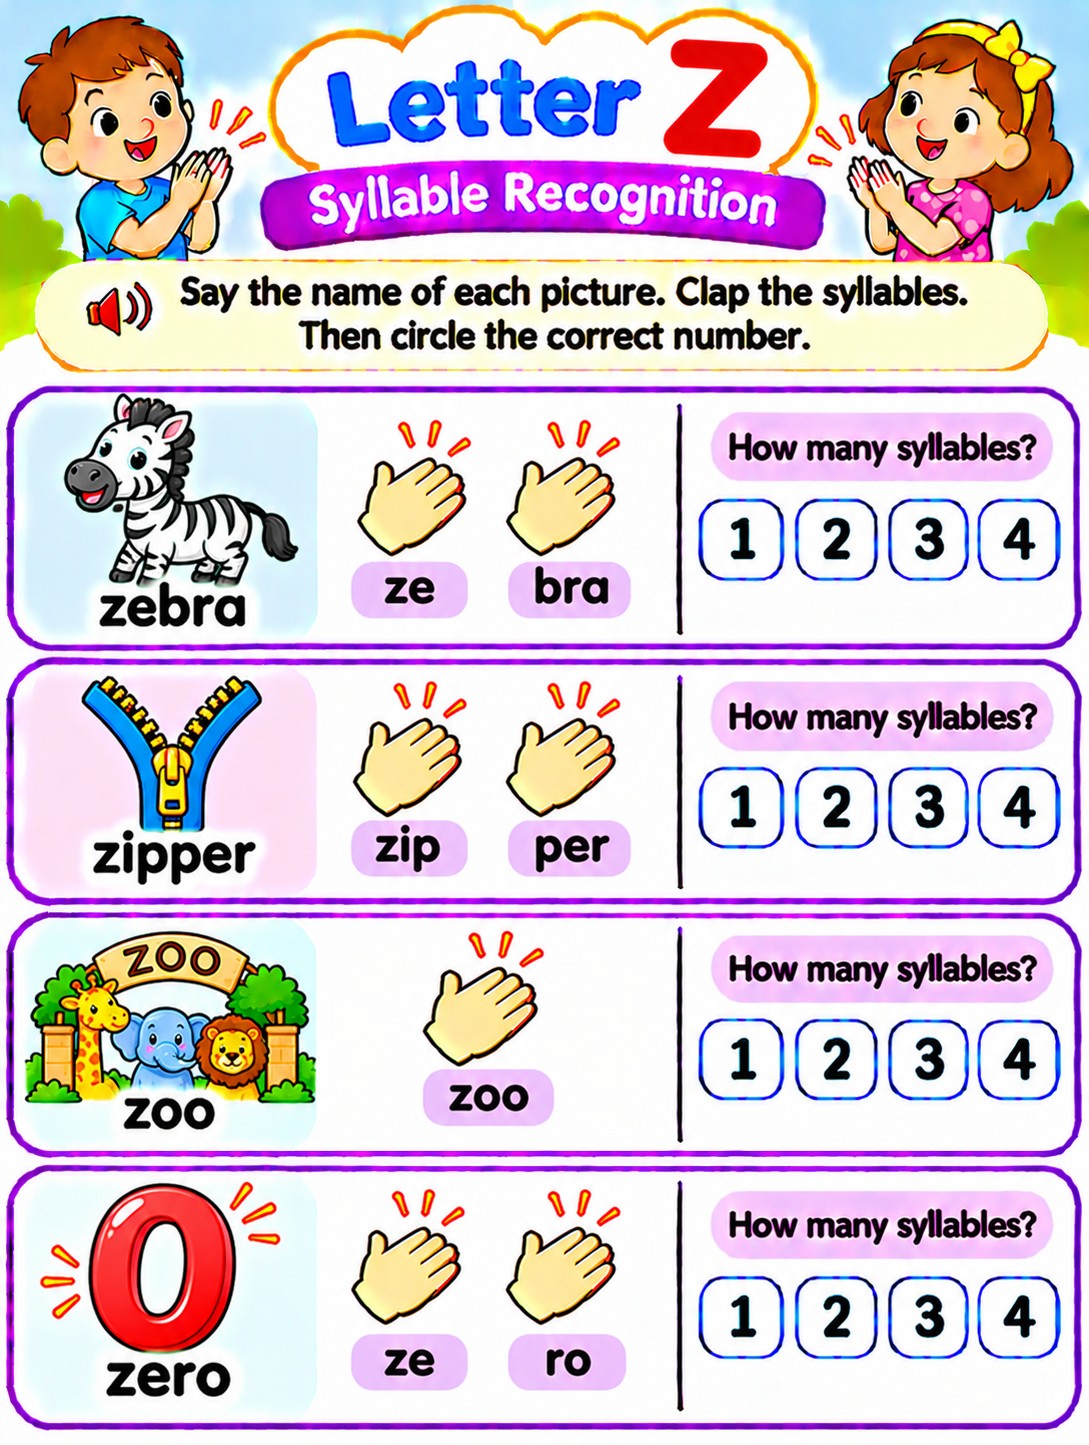 Letter Z
Syllable Recognition
Say the name of each picture. Clap the syllables.
Then circle the correct number.
zebra
ze bra
How many syllables?
1 2 3 4
zipper
zip per
How many syllables?
1 2 3 4
ZOO
zoo
zoo
How many syllables?
1 2 3 4
0
zero
ze ro
How many syllables?
1 2 3 4